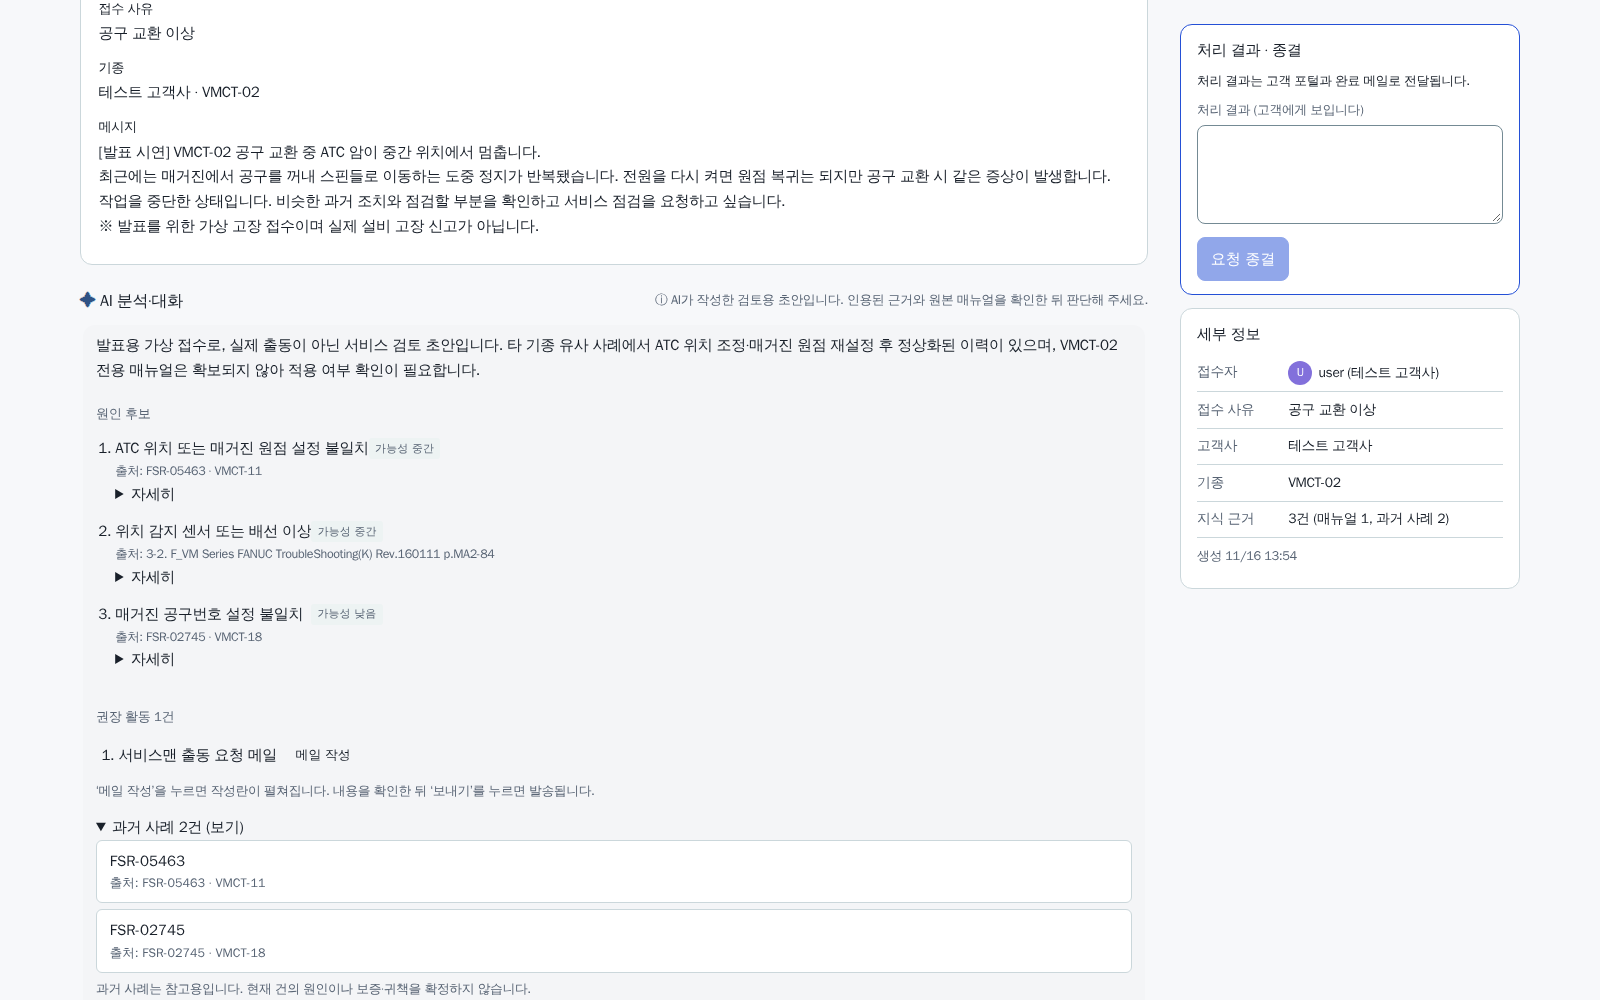 접수 사유
공구 교환 이상
기종
테스트 고객사 · VMCT-02
메시지
[발표 시연] VMCT-02 공구 교환 중 ATC 암이 중간 위치에서 멈춥니다.
최근에는 매거진에서 공구를 꺼내 스핀들로 이동하는 도중 정지가 반복됐습니다. 전원을 다시 켜면 원점 복귀는 되지만 공구 교환 시 같은 증상이 발생합니다.
작업을 중단한 상태입니다. 비슷한 과거 조치와 점검할 부분을 확인하고 서비스 점검을 요청하고 싶습니다.
※ 발표를 위한 가상 고장 접수이며 실제 설비 고장 신고가 아닙니다.
AI 분석·대화
ⓘ AI가 작성한 검토용 초안입니다. 인용된 근거와 원본 매뉴얼을 확인한 뒤 판단해 주세요.
발표용 가상 접수로, 실제 출동이 아닌 서비스 검토 초안입니다. 타 기종 유사 사례에서 ATC 위치 조정·매거진 원점 재설정 후 정상화된 이력이 있으며, VMCT-02
전용 매뉴얼은 확보되지 않아 적용 여부 확인이 필요합니다.
원인 후보
1. ATC 위치 또는 매거진 원점 설정 불일치 가능성 중간
출처: FSR-05463 · VMCT-11
▶ 자세히
2. 위치 감지 센서 또는 배선 이상 가능성 중간
출처: 3-2. F_VM Series FANUC TroubleShooting(K) Rev.160111 p.MA2-84
▶ 자세히
3. 매거진 공구번호 설정 불일치 가능성 낮음
출처: FSR-02745 · VMCT-18
▶ 자세히
권장 활동 1건
1. 서비스맨 출동 요청 메일 메일 작성
'메일 작성'을 누르면 작성란이 펼쳐집니다. 내용을 확인한 뒤 '보내기'를 누르면 발송됩니다.
▼ 과거 사례 2건 (보기)
FSR-05463
출처: FSR-05463 · VMCT-11
FSR-02745
출처: FSR-02745 · VMCT-18
과거 사례는 참고용입니다. 현재 건의 원인이나 보증·귀책을 확정하지 않습니다.
처리 결과 · 종결
처리 결과는 고객 포털과 완료 메일로 전달됩니다.
처리 결과 (고객에게 보입니다)
요청 종결
세부 정보
접수자 U user (테스트 고객사)
접수 사유 공구 교환 이상
고객사 테스트 고객사
기종 VMCT-02
지식 근거 3건 (매뉴얼 1, 과거 사례 2)
생성 11/16 13:54